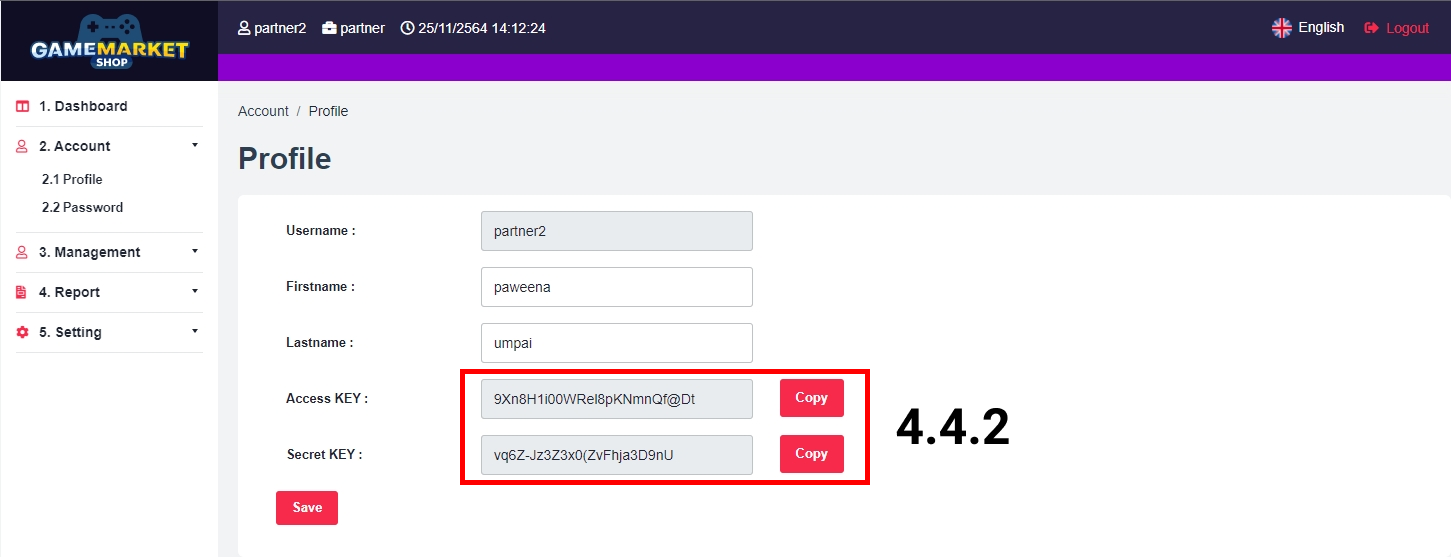 GAMEMARKET
SHOP
partner2 partner 25/11/2564 14:12:24 English Logout
1. Dashboard
2. Account
2.1 Profile
2.2 Password
3. Management
4. Report
5. Setting
Account / Profile
Profile
Username : partner2
Firstname : paweena
Lastname : umpai
Access KEY : 9Xn8H1i00WRel8pKNmnQf@Dt Copy
Secret KEY : vq6Z-Jz3Z3x0(ZvFhja3D9nU Copy
4.4.2
Save